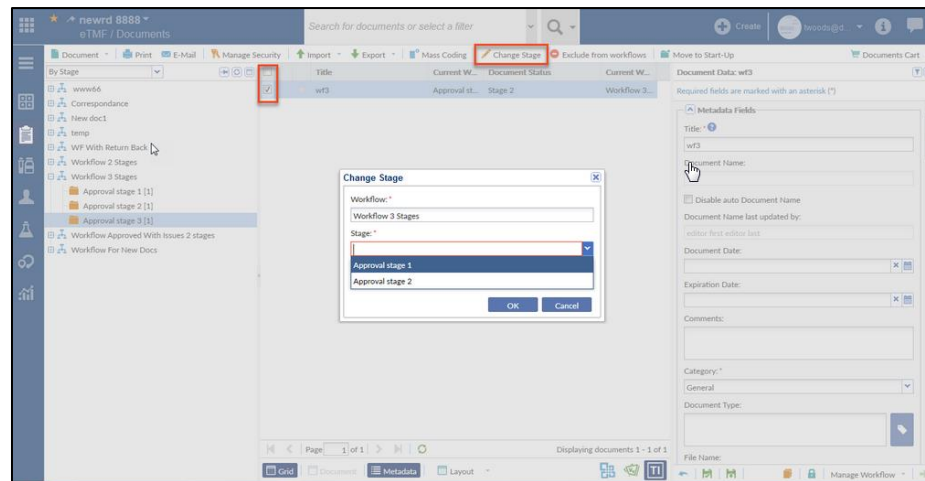 newrd 8888
eTMF / Documents
Search for documents or select a filter
Create
twoods@d...
Document
Print
E-Mail
Manage Security
Import
Export
Mass Coding
Change Stage
Exclude from workflows
Move to Start-Up
Documents Cart
By Stage
www66
Correspondance
New doc1
temp
WF With Return Back
Workflow 2 Stages
Workflow 3 Stages
Approval stage 1 [1]
Approval stage 2 [1]
Approval stage 3 [1]
Workflow Approved With Issues 2 stages
Workflow For New Docs
Title Current W... Document Status Current W...
wf3 Approval st... Stage 2 Workflow 3...
Change Stage
Workflow: *
Workflow 3 Stages
Stage: *
Approval stage 1
Approval stage 2
OK Cancel
Document Data: wf3
Required fields are marked with an asterisk (*)
Metadata Fields
Title: *
wf3
Document Name:
Disable auto Document Name
Document Name last updated by:
editor first editor last
Document Date:
Expiration Date:
Comments:
Category: *
General
Document Type:
File Name:
Page 1 of 1
Displaying documents 1 - 1 of 1
Grid
Document
Metadata
Layout
TI
Manage Workflow